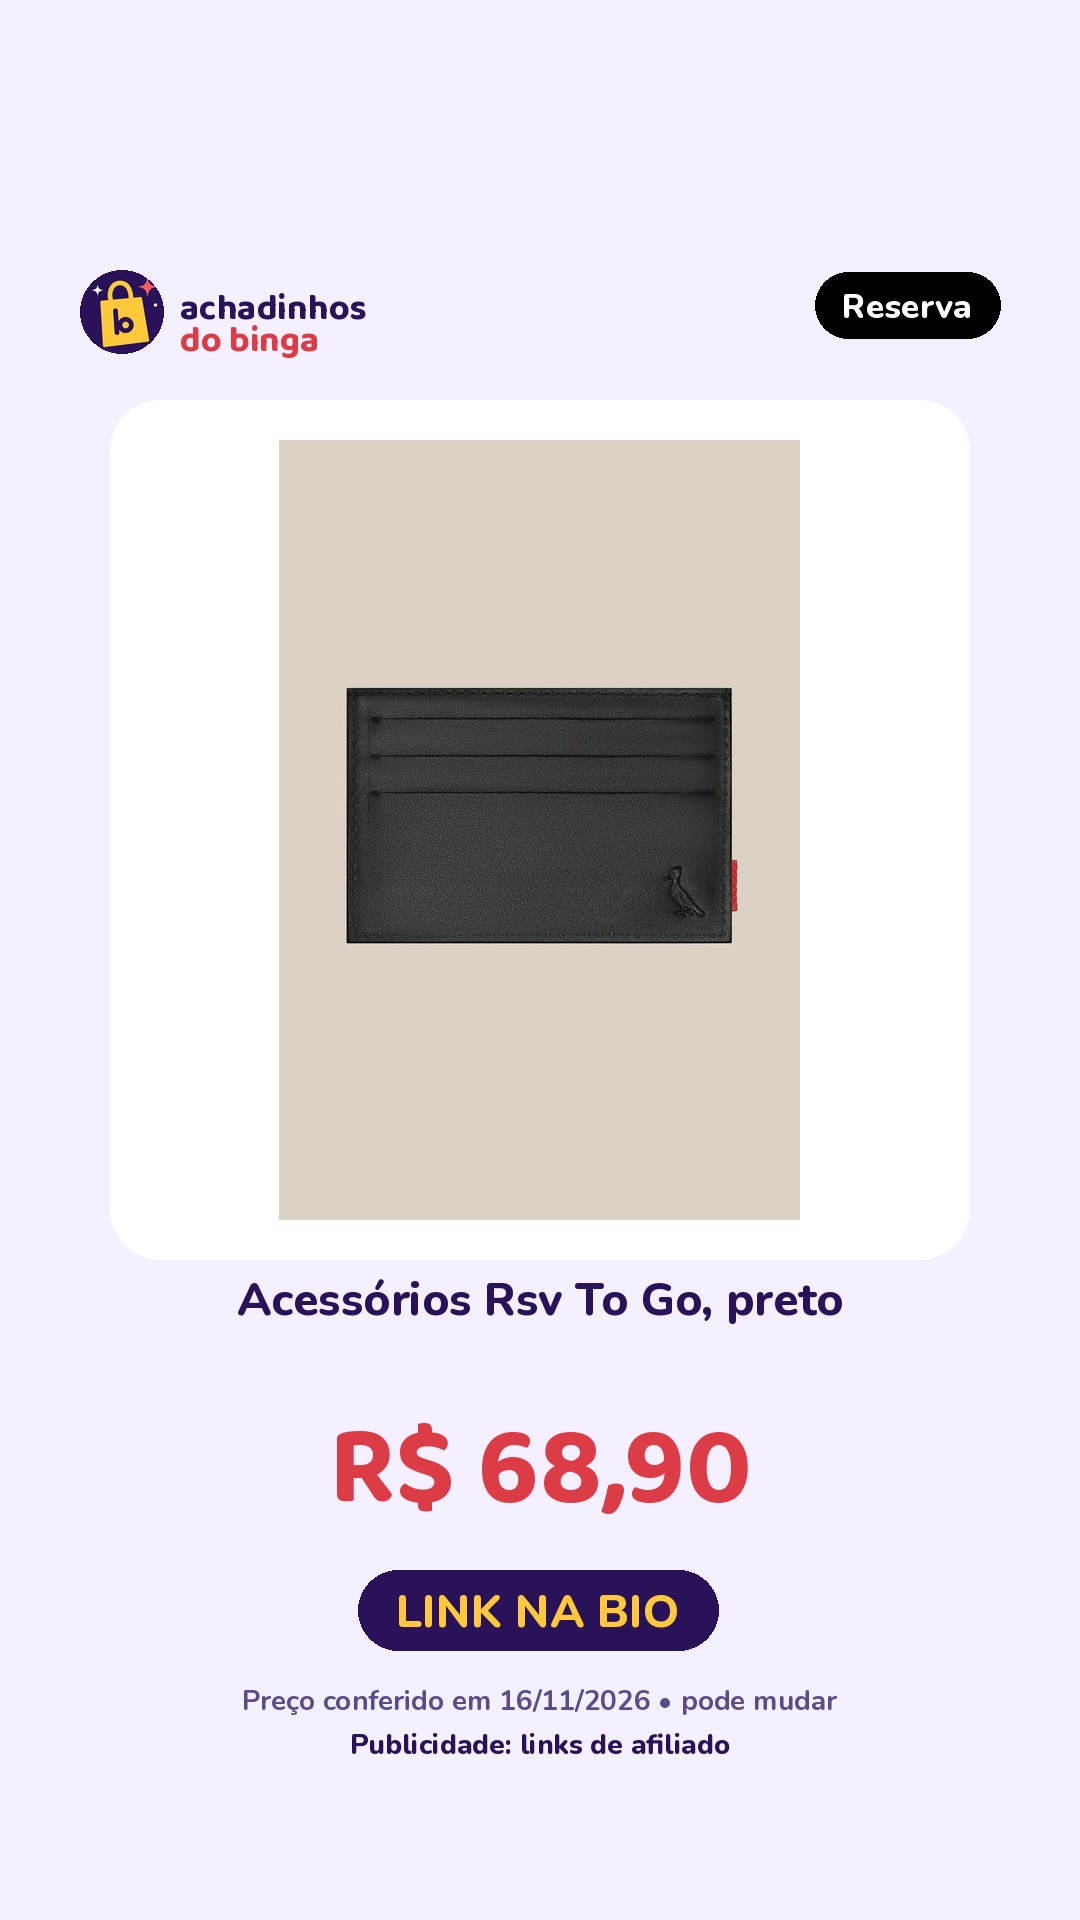 achadinhos
do binga
Reserva
Acessórios Rsv To Go, preto
R$ 68,90
LINK NA BIO
Preço conferido em 16/11/2026 • pode mudar
Publicidade: links de afiliado